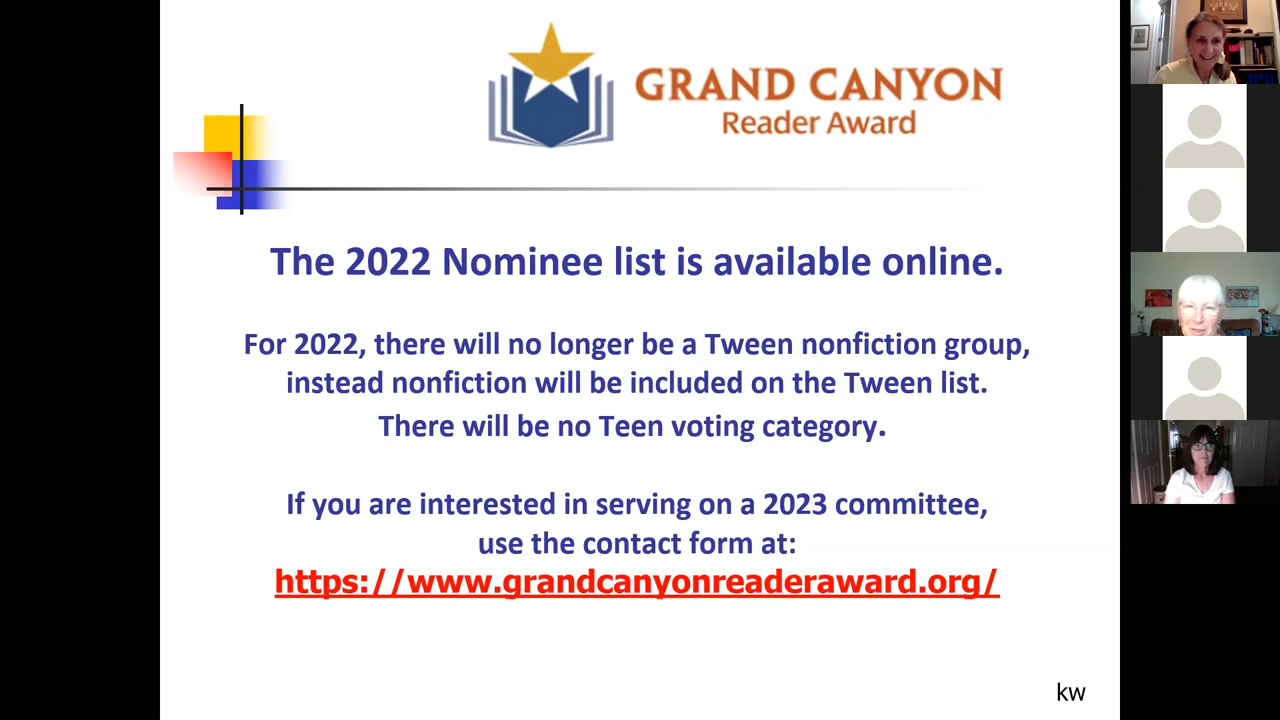 GRAND CANYON
Reader Award
The 2022 Nominee list is available online.
For 2022, there will no longer be a Tween nonfiction group,
instead nonfiction will be included on the Tween list.
There will be no Teen voting category.
If you are interested in serving on a 2023 committee,
use the contact form at:
https://www.grandcanyonreaderaward.org/
kw